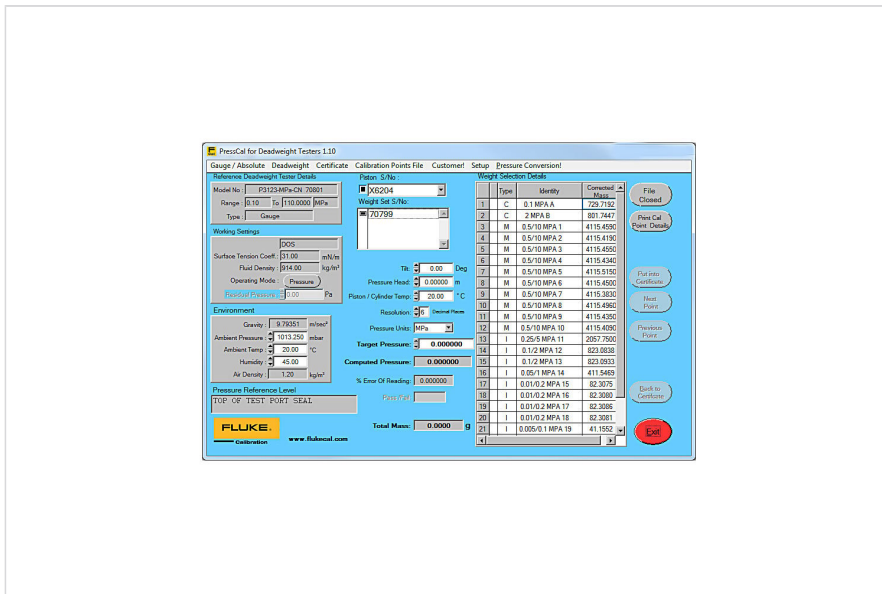 PressCal for Deadweight Testers 1.10
Gauge / Absolute Deadweight Certificate Calibration Points File Customer! Setup Pressure Conversion!
Reference Deadweight Tester Details
Model No : P3123-MPa-CN 70801
Range : 0.10 To 110.0000 MPa
Type : Gauge
Working Settings
DOS
Surface Tension Coeff.: 31.00 mN/m
Fluid Density : 914.00 kg/m³
Operating Mode : Pressure
Residual Pressure : 0.00 Pa
Environment
Gravity : 9.79351 m/sec²
Ambient Pressure : 1013.250 mbar
Ambient Temp : 20.00 °C
Humidity : 45.00
Air Density : 1.20 kg/m³
Pressure Reference Level
TOP OF TEST PORT SEAL
FLUKE
Calibration
www.flukecal.com
Piston S/No :
X6204
Weight Set S/No:
70799
Tilt: 0.00 Deg
Pressure Head: 0.00000 m
Piston / Cylinder Temp: 20.00 °C
Resolution: 6 Decimal Places
Pressure Units: MPa
Target Pressure: 0.000000
Computed Pressure: 0.000000
% Error Of Reading: 0.000000
Pass /Fail
Total Mass: 0.0000 g
Weight Selection Details
Type Identity Corrected Mass
1 C 0.1 MPA A 729.7192
2 C 2 MPA B 801.7447
3 M 0.5/10 MPA 1 4115.4590
4 M 0.5/10 MPA 2 4115.4190
5 M 0.5/10 MPA 3 4115.4550
6 M 0.5/10 MPA 4 4115.4340
7 M 0.5/10 MPA 5 4115.5150
8 M 0.5/10 MPA 6 4115.4500
9 M 0.5/10 MPA 7 4115.3830
10 M 0.5/10 MPA 8 4115.4960
11 M 0.5/10 MPA 9 4115.4350
12 M 0.5/10 MPA 10 4115.4090
13 I 0.25/5 MPA 11 2057.7500
14 I 0.1/2 MPA 12 823.0838
15 I 0.1/2 MPA 13 823.0933
16 I 0.05/1 MPA 14 411.5469
17 I 0.01/0.2 MPA 15 82.3075
18 I 0.01/0.2 MPA 16 82.3080
19 I 0.01/0.2 MPA 17 82.3086
20 I 0.01/0.2 MPA 18 82.3081
21 I 0.005/0.1 MPA 19 41.1552
File Closed
Print Cal Point Details
Put into Certificate
Next Point
Previous Point
Back to Certificate
Exit